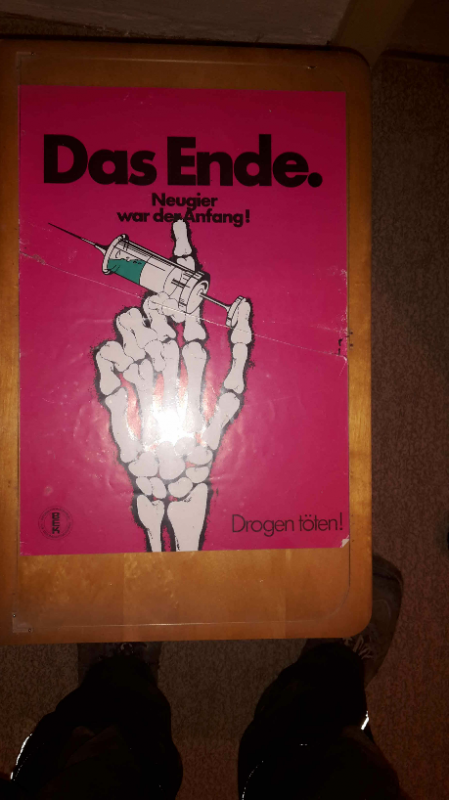 Das Ende.
Neugier
war der Anfang!
Drogen töten!